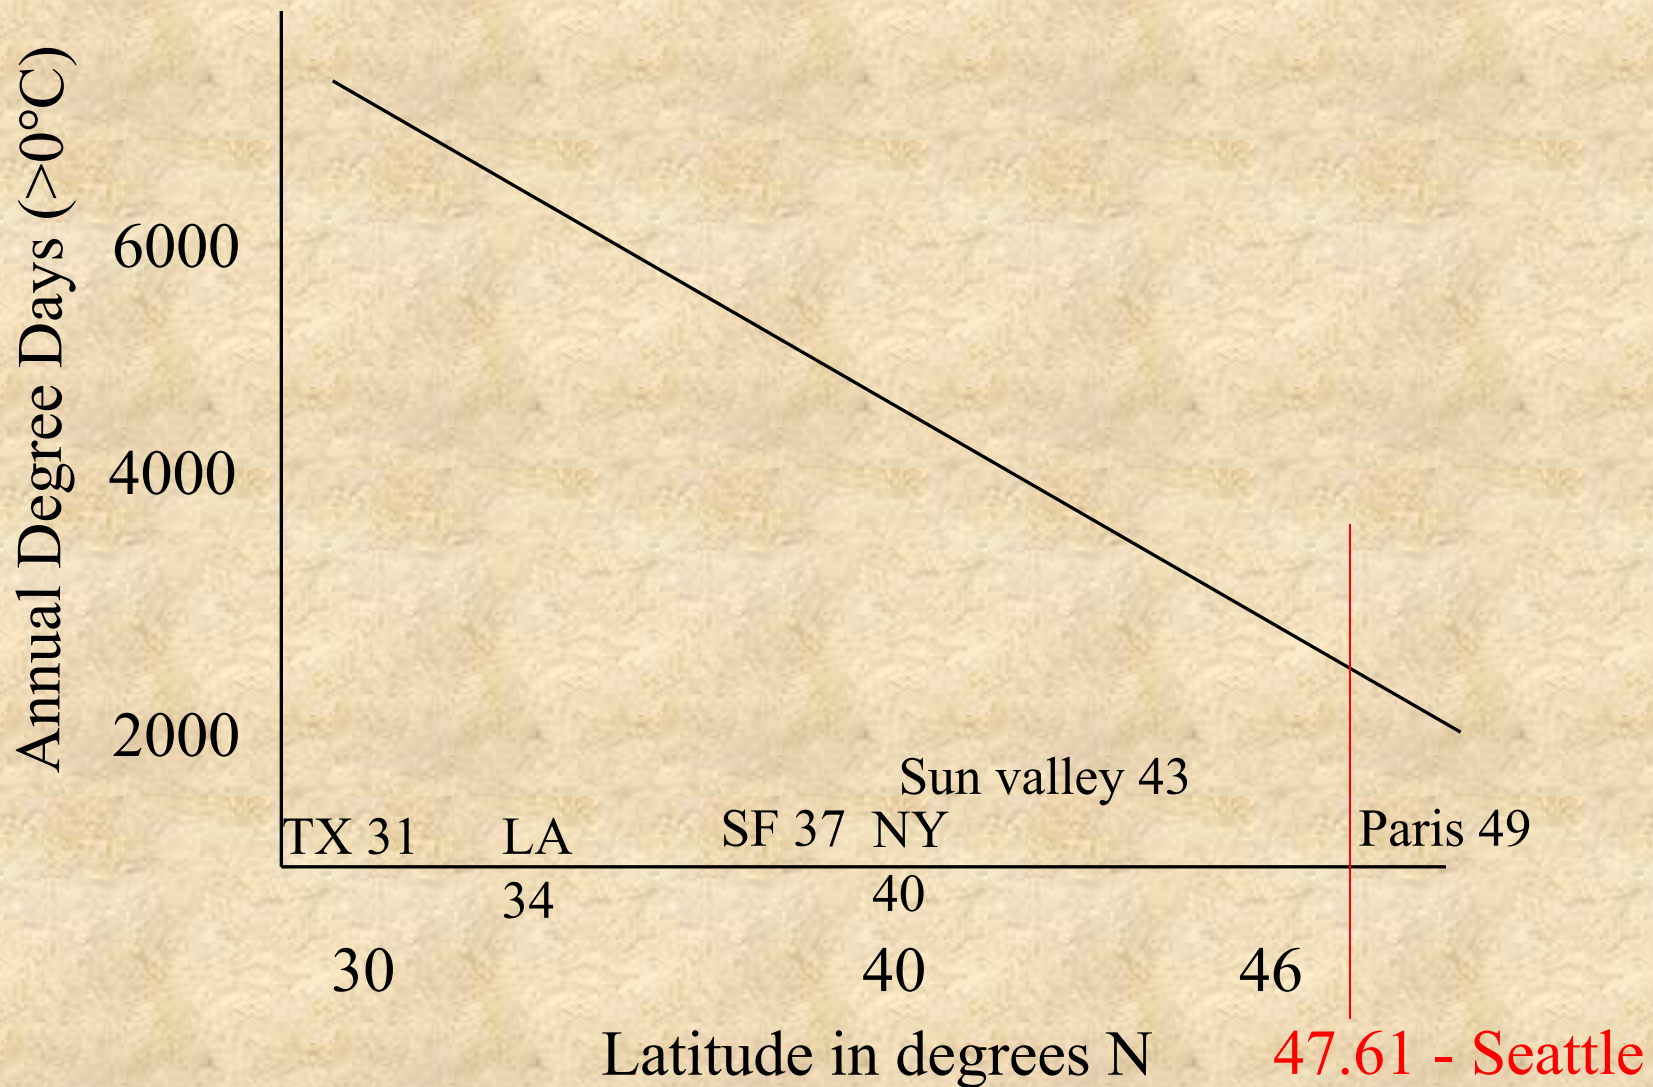 Annual Degree Days (>0°C)
6000
4000
2000
Sun valley 43
TX 31 LA SF 37 NY Paris 49
34 40
30 40 46
Latitude in degrees N 47.61 - Seattle